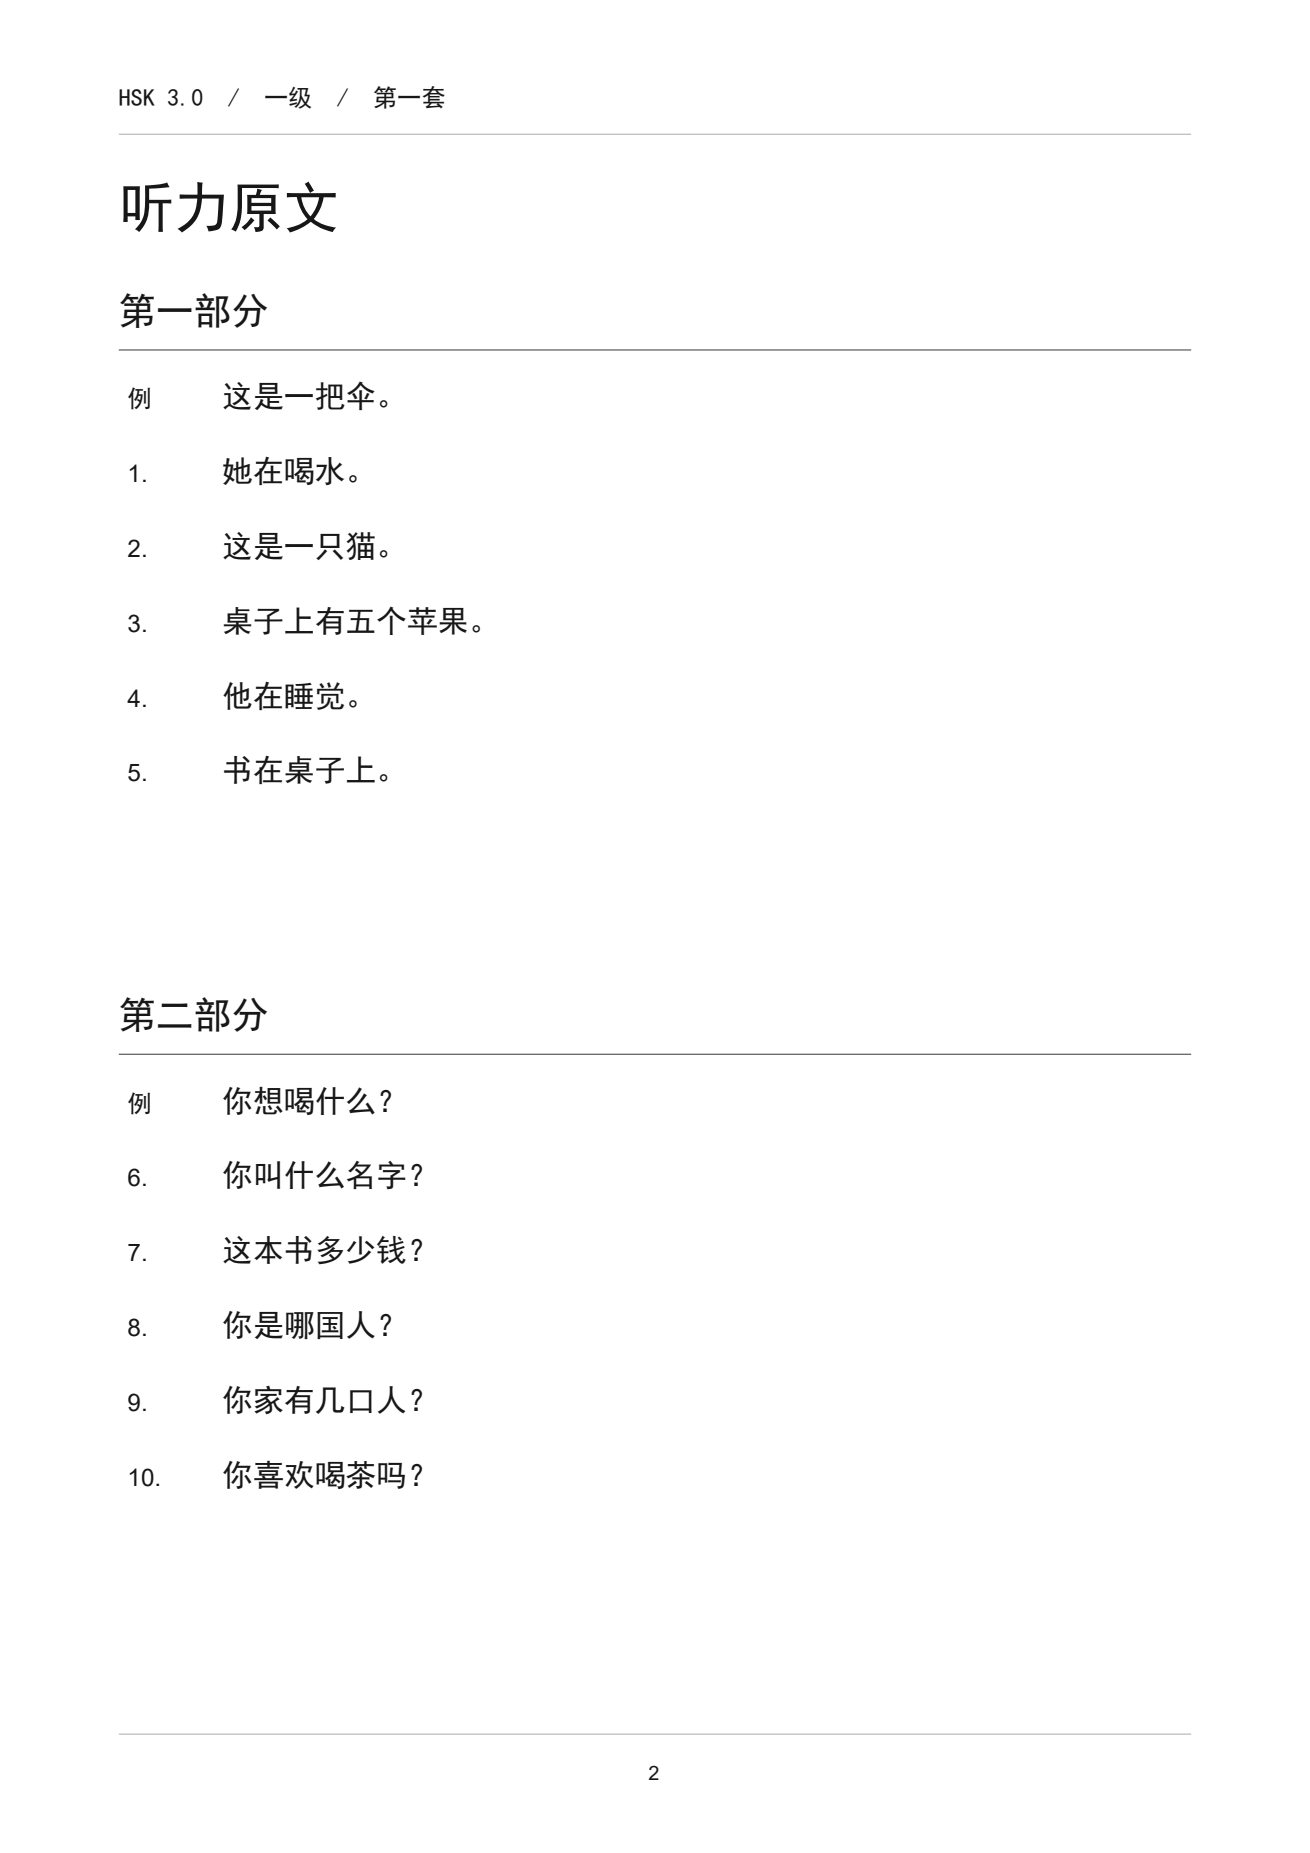 HSK 3.0 / 一级 / 第一套
听力原文
第一部分
例 这是一把伞。
1. 她在喝水。
2. 这是一只猫。
3. 桌子上有五个苹果。
4. 他在睡觉。
5. 书在桌子上。
第二部分
例 你想喝什么？
6. 你叫什么名字？
7. 这本书多少钱？
8. 你是哪国人？
9. 你家有几口人？
10. 你喜欢喝茶吗？
2